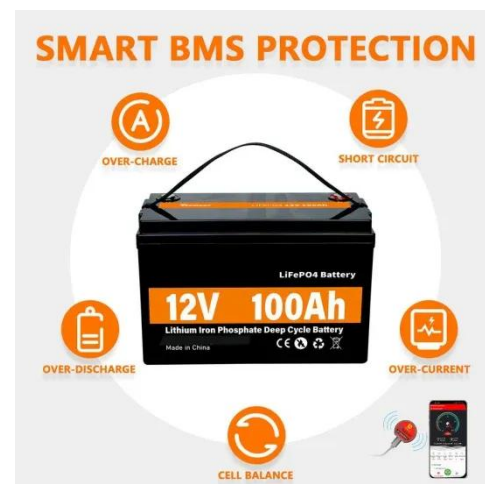 SMART BMS PROTECTION
A
OVER-CHARGE
SHORT CIRCUIT
LiFePO4 Battery
12V 100Ah
Lithium Iron Phosphate Deep Cycle Battery
CE
Made in China
OVER-DISCHARGE
OVER-CURRENT
CELL BALANCE